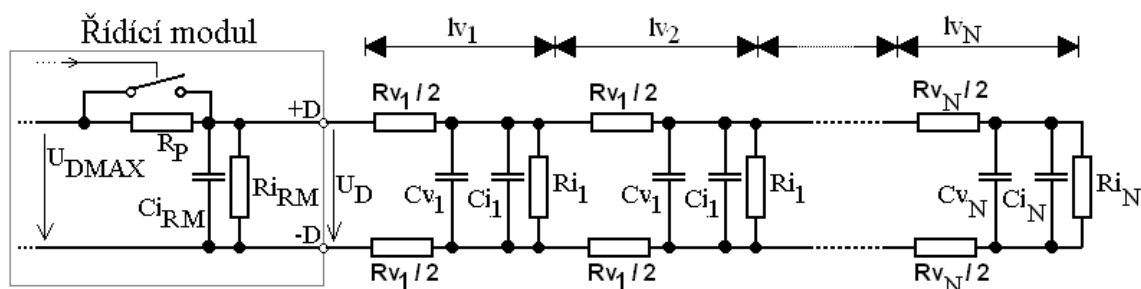 Řídící modul
lv1 lv2 lvN
Rv1/2 Rv1/2 RvN/2
+D
RP
UDMAX
CiRM RiRM
UD
Cv1 Ci1 Ri1
Cv1 Ci1 Ri1
CvN CiN RiN
-D
Rv1/2 Rv1/2 RvN/2